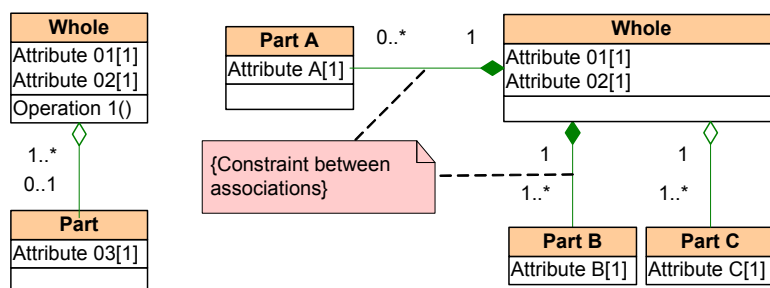 Whole
Attribute 01[1]
Attribute 02[1]
Operation 1()
1..*
0..1
Part
Attribute 03[1]
Part A
Attribute A[1]
0..*
1
Whole
Attribute 01[1]
Attribute 02[1]
{Constraint between
associations}
1
1..*
1
1..*
Part B
Attribute B[1]
Part C
Attribute C[1]